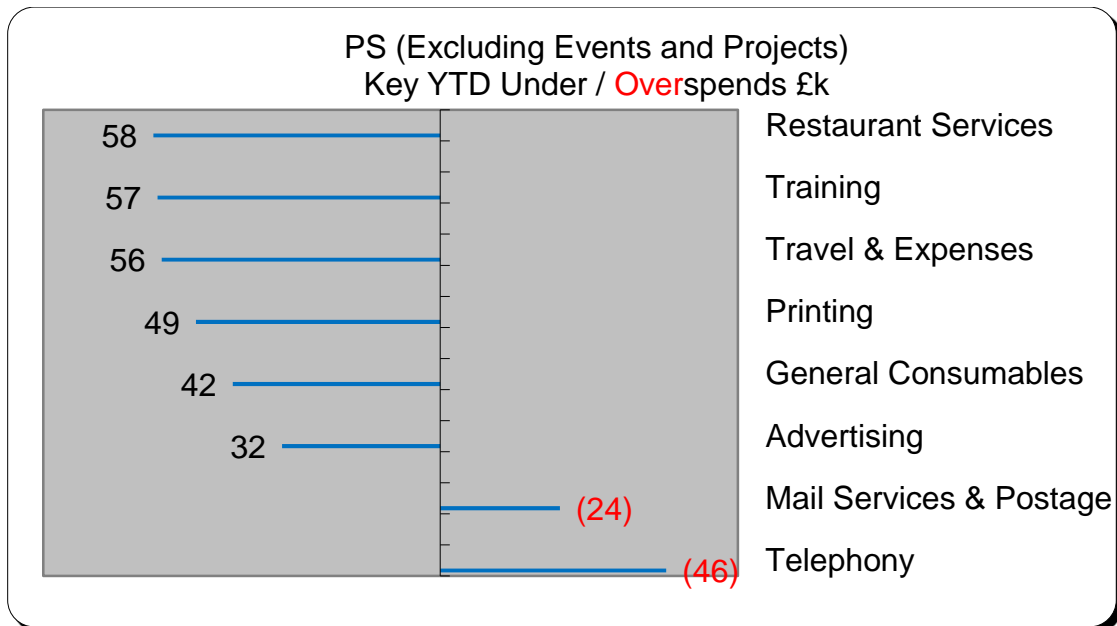 PS (Excluding Events and Projects)
Key YTD Under / Overspends £k
58 Restaurant Services
57 Training
56 Travel & Expenses
49 Printing
42 General Consumables
32 Advertising
(24) Mail Services & Postage
(46) Telephony